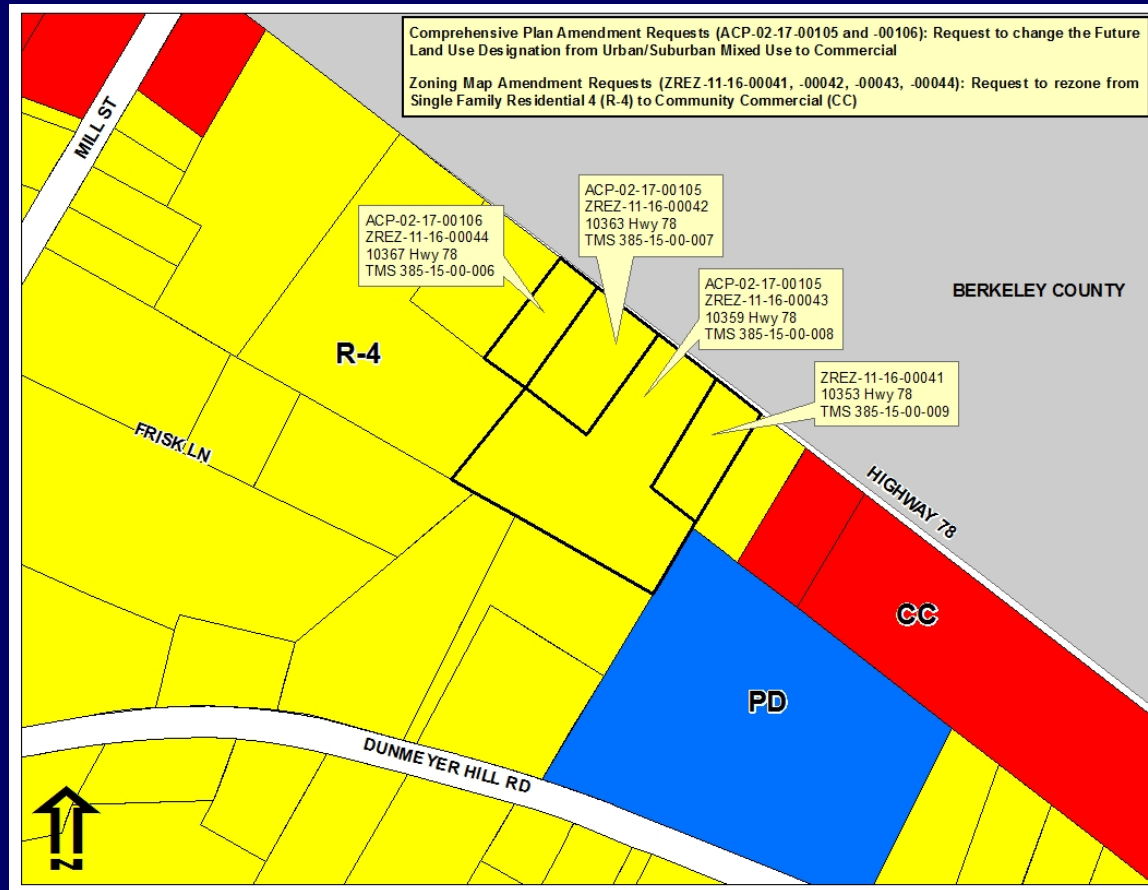 Comprehensive Plan Amendment Requests (ACP-02-17-00105 and -00106): Request to change the Future
Land Use Designation from Urban/Suburban Mixed Use to Commercial
Zoning Map Amendment Requests (ZREZ-11-16-00041, -00042, -00043, -00044): Request to rezone from
Single Family Residential 4 (R-4) to Community Commercial (CC)
MILL ST
ACP-02-17-00106
ZREZ-11-16-00044
10367 Hwy 78
TMS 385-15-00-006
ACP-02-17-00105
ZREZ-11-16-00042
10363 Hwy 78
TMS 385-15-00-007
ACP-02-17-00105
ZREZ-11-16-00043
10359 Hwy 78
TMS 385-15-00-008
BERKELEY COUNTY
R-4
ZREZ-11-16-00041
10353 Hwy 78
TMS 385-15-00-009
FRISK LN
HIGHWAY 78
CC
PD
DUNMEYER HILL RD
N